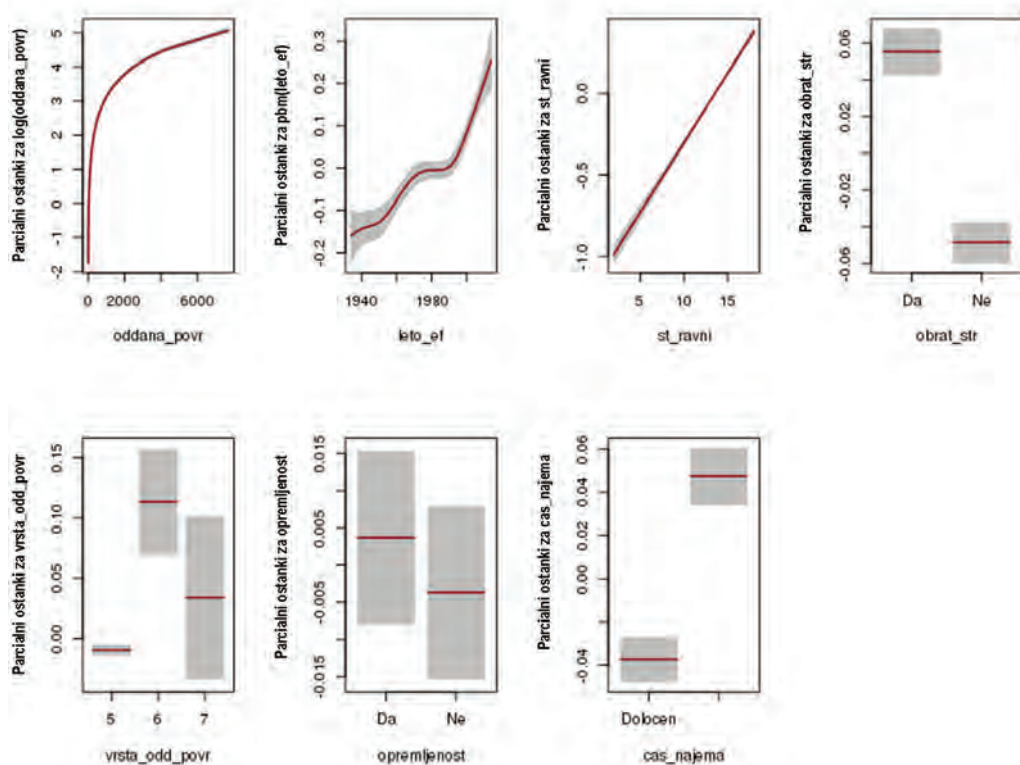 Parcialni ostanki za log(oddana_povr)
5
4
3
2
1
0
-1
-2
0 2000 6000
oddana_povr
Parcialni ostanki za pbm(leto_ef)
0.3
0.2
0.1
0.0
-0.1
-0.2
1940 1980
leto_ef
Parcialni ostanki za st_ravni
0.0
-0.5
-1.0
5 10 15
st_ravni
Parcialni ostanki za obrat_str
0.06
0.02
-0.02
-0.06
Da Ne
obrat_str
Parcialni ostanki za vrsta_odd_povr
0.15
0.10
0.05
0.00
5 6 7
vrsta_odd_povr
Parcialni ostanki za opremljenost
0.015
0.005
-0.005
-0.015
Da Ne
opremljenost
Parcialni ostanki za cas_najema
0.06
0.04
0.02
0.00
-0.04
Dolocen
cas_najema